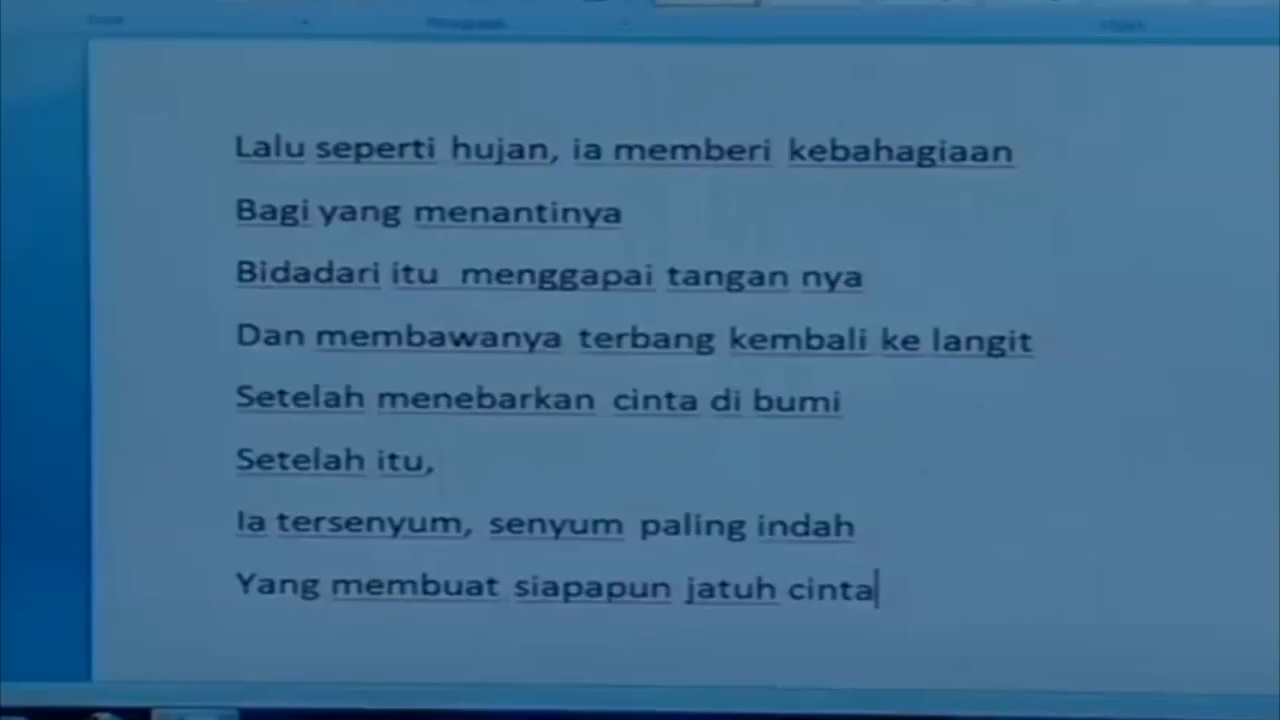 Lalu seperti hujan, ia memberi kebahagiaan
Bagi yang menantinya
Bidadari itu menggapai tangan nya
Dan membawanya terbang kembali ke langit
Setelah menebarkan cinta di bumi
Setelah itu,
Ia tersenyum, senyum paling indah
Yang membuat siapapun jatuh cinta